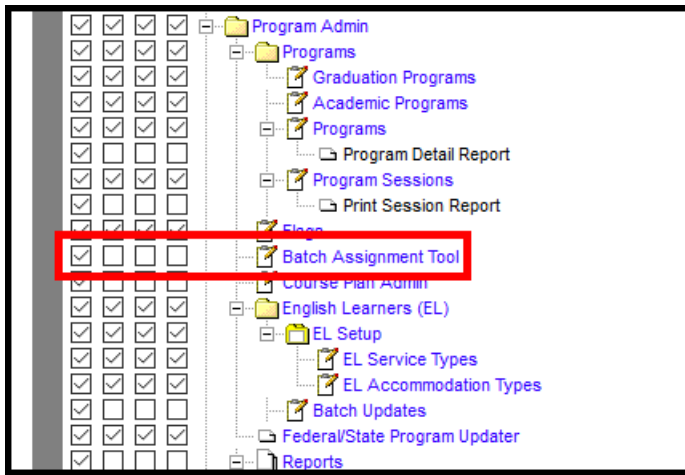 Program Admin
Programs
Graduation Programs
Academic Programs
Programs
Program Detail Report
Program Sessions
Print Session Report
Flags
Batch Assignment Tool
Course Plan Admin
English Learners (EL)
EL Setup
EL Service Types
EL Accommodation Types
Batch Updates
Federal/State Program Updater
Reports